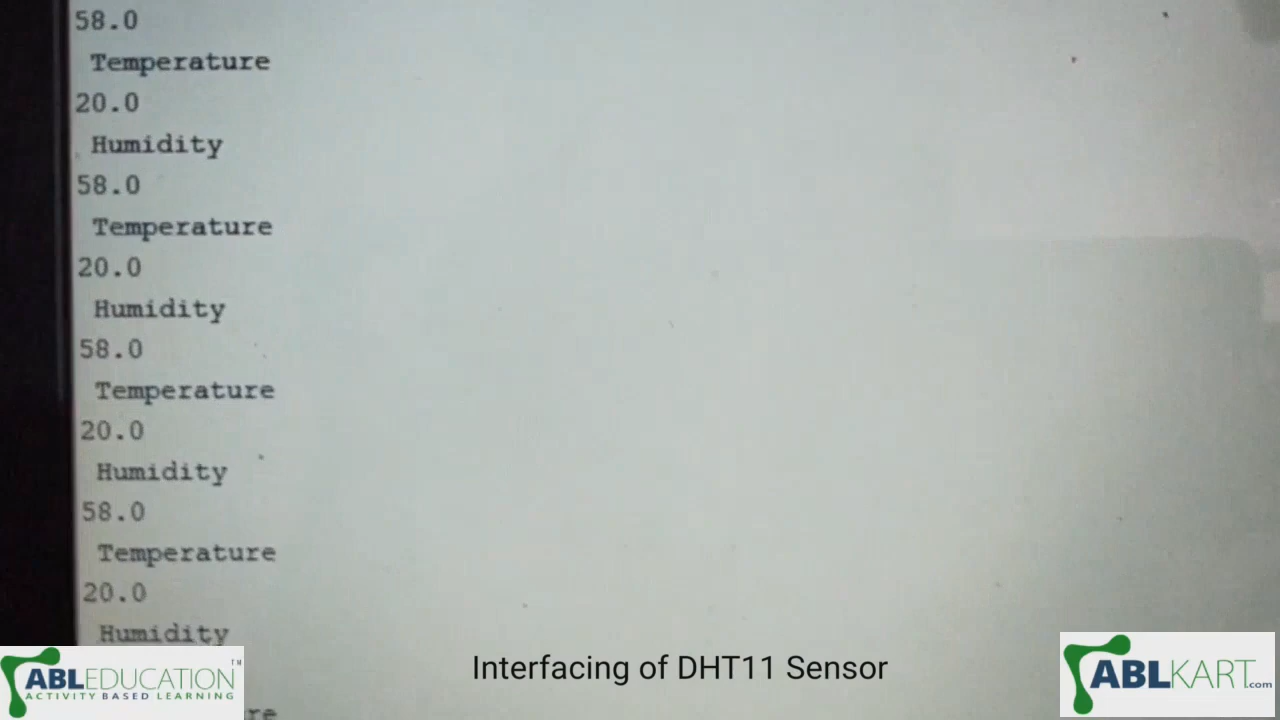 58.0
Temperature
20.0
Humidity
58.0
Temperature
20.0
Humidity
58.0
Temperature
20.0
Humidity
58.0
Temperature
20.0
Humidity
ABLEDUCATION™
ACTIVITY BASED LEARNING
Interfacing of DHT11 Sensor
ABLKART.com